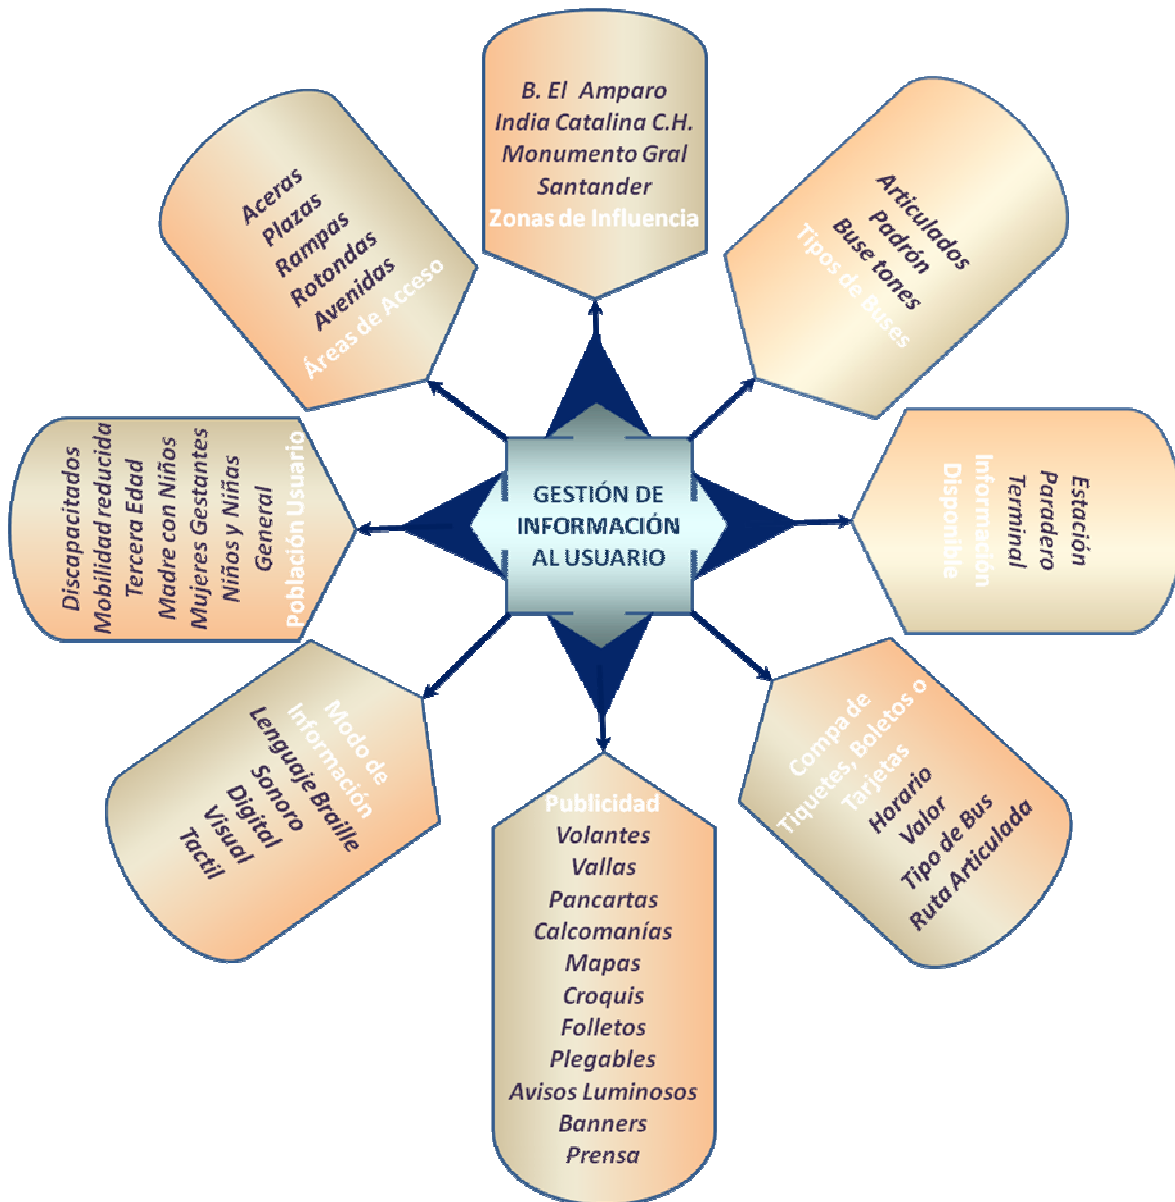 B. El Amparo
India Catalina C.H.
Monumento Gral
Santander
Zonas de Influencia
Articulados
Padrón
Buse tones
Tipos de Buses
Estación
Paradero
Terminal
Información
Disponible
Compa de
Tiquetes, Boletos o
Tarjetas
Horario
Valor
Tipo de Bus
Ruta Articulada
Publicidad
Volantes
Vallas
Pancartas
Calcomanías
Mapas
Croquis
Folletos
Plegables
Avisos Luminosos
Banners
Prensa
Modo de
Información
Lenguaje Braille
Sonoro
Digital
Visual
Tactil
Discapacitados
Mobilidad reducida
Tercera Edad
Madre con Niños
Mujeres Gestantes
Niños y Niñas
General
Población Usuario
Aceras
Plazas
Rampas
Rotondas
Avenidas
Áreas de Acceso
GESTIÓN DE
INFORMACIÓN
AL USUARIO